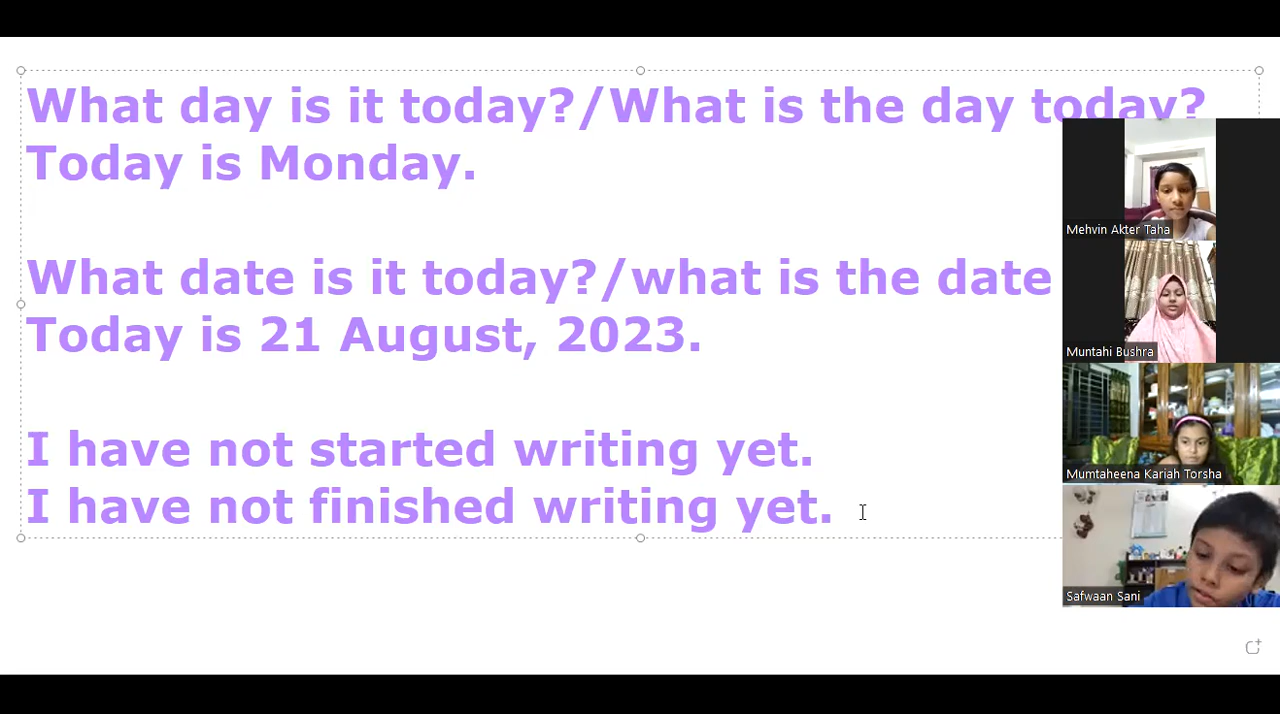 What day is it today?/What is the day today?
Today is Monday.
What date is it today?/what is the date
Today is 21 August, 2023.
I have not started writing yet.
I have not finished writing yet.
Mehvin Akter Taha
Muntahi Bushra
Mumtaheena Kariah Torsha
Safwaan Sani